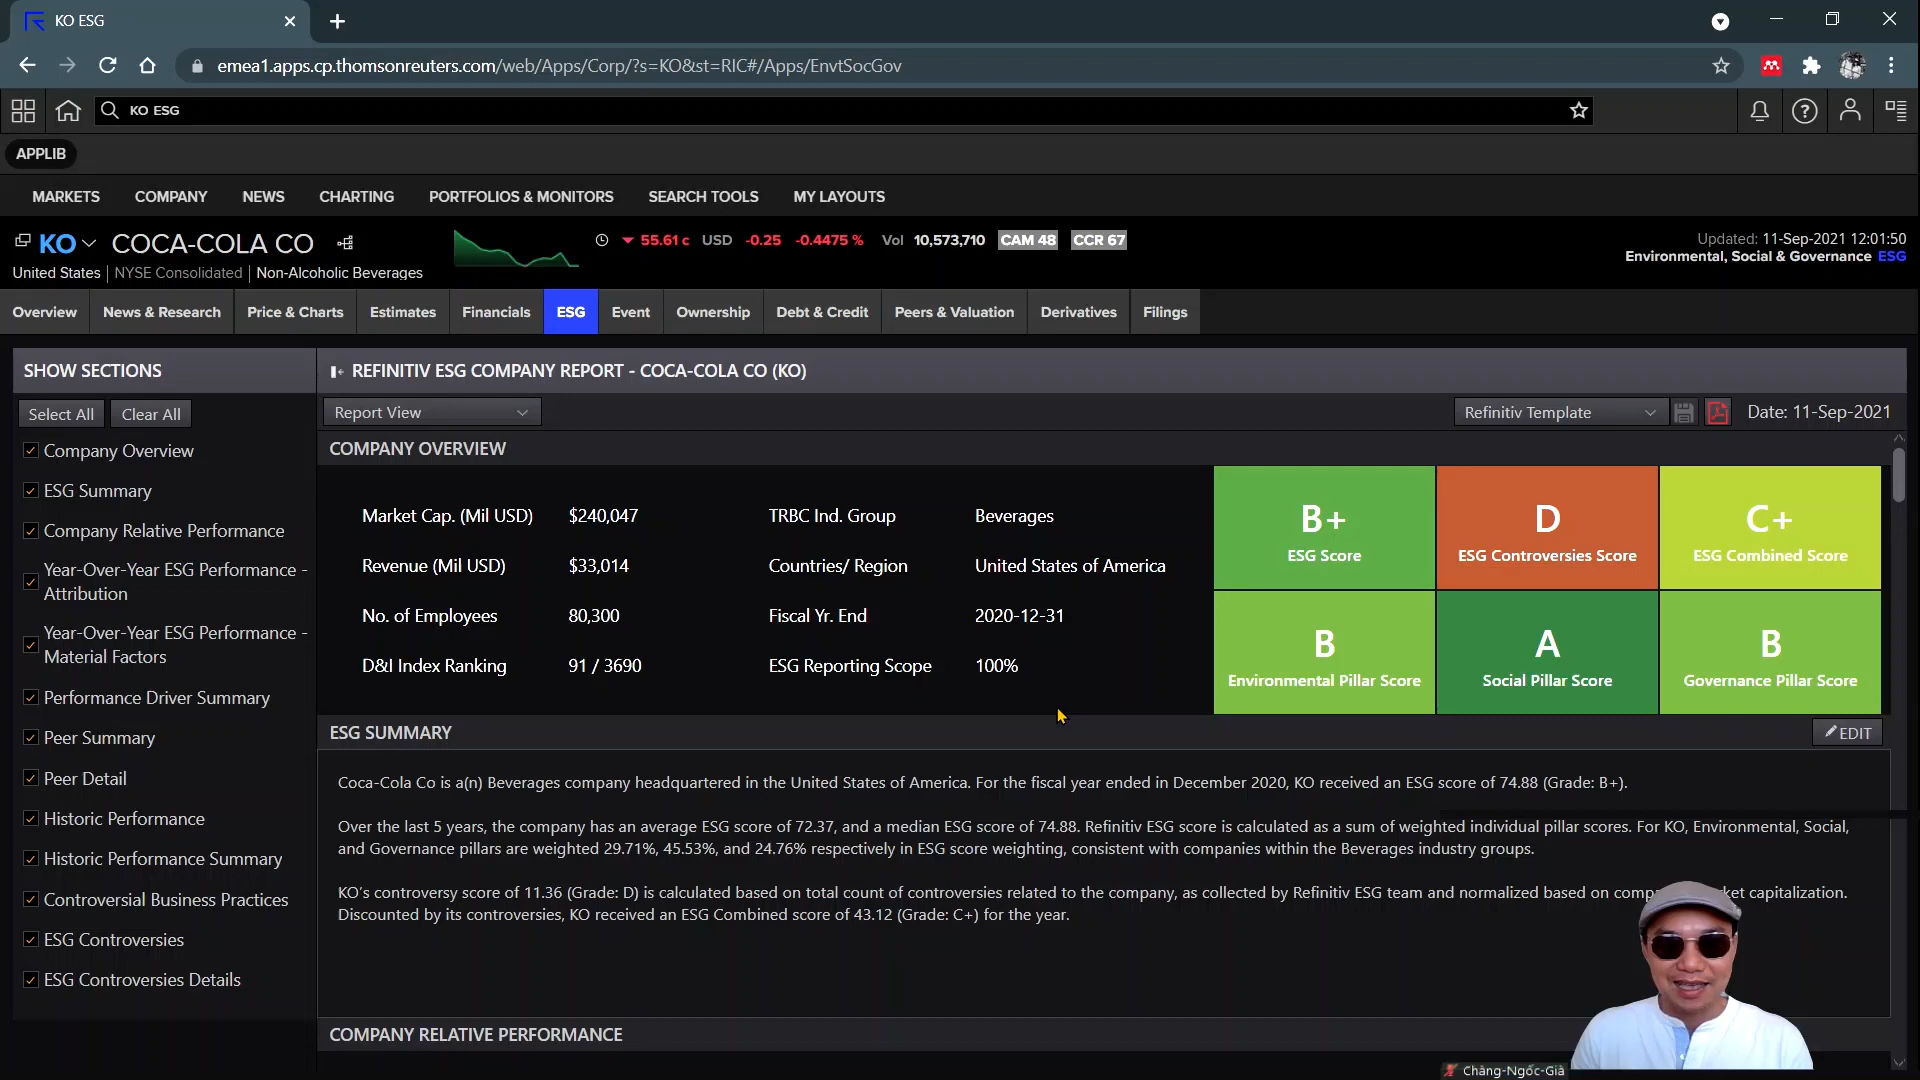 KO ESG
emea1.apps.cp.thomsonreuters.com/web/Apps/Corp/?s=KO&st=RIC#/Apps/EnvtSocGov
KO ESG
APPLIB
MARKETS COMPANY NEWS CHARTING PORTFOLIOS & MONITORS SEARCH TOOLS MY LAYOUTS
KO COCA-COLA CO 55.61 c USD -0.25 -0.4475 % Vol 10,573,710 CAM 48 CCR 67
Updated: 11-Sep-2021 12:01:50
Environmental, Social & Governance ESG
United States | NYSE Consolidated | Non-Alcoholic Beverages
Overview News & Research Price & Charts Estimates Financials ESG Event Ownership Debt & Credit Peers & Valuation Derivatives Filings
SHOW SECTIONS
Select All Clear All
Company Overview
ESG Summary
Company Relative Performance
Year-Over-Year ESG Performance -
Attribution
Year-Over-Year ESG Performance -
Material Factors
Performance Driver Summary
Peer Summary
Peer Detail
Historic Performance
Historic Performance Summary
Controversial Business Practices
ESG Controversies
ESG Controversies Details
REFINITIV ESG COMPANY REPORT - COCA-COLA CO (KO)
Report View Refinitiv Template Date: 11-Sep-2021
COMPANY OVERVIEW
Market Cap. (Mil USD) $240,047 TRBC Ind. Group Beverages
Revenue (Mil USD) $33,014 Countries/ Region United States of America
No. of Employees 80,300 Fiscal Yr. End 2020-12-31
D&I Index Ranking 91 / 3690 ESG Reporting Scope 100%
B+ D C+
ESG Score ESG Controversies Score ESG Combined Score
B A B
Environmental Pillar Score Social Pillar Score Governance Pillar Score
ESG SUMMARY EDIT
Coca-Cola Co is a(n) Beverages company headquartered in the United States of America. For the fiscal year ended in December 2020, KO received an ESG score of 74.88 (Grade: B+).
Over the last 5 years, the company has an average ESG score of 72.37, and a median ESG score of 74.88. Refinitiv ESG score is calculated as a sum of weighted individual pillar scores. For KO, Environmental, Social,
and Governance pillars are weighted 29.71%, 45.53%, and 24.76% respectively in ESG score weighting, consistent with companies within the Beverages industry groups.
KO's controversy score of 11.36 (Grade: D) is calculated based on total count of controversies related to the company, as collected by Refinitiv ESG team and normalized based on capitalization.
Discounted by its controversies, KO received an ESG Combined score of 43.12 (Grade: C+) for the year.
COMPANY RELATIVE PERFORMANCE
Chàng-Ngốc-Già